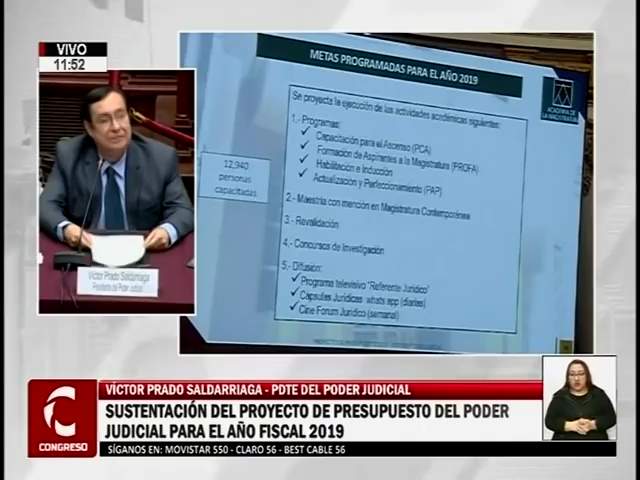 VIVO
11:52
METAS PROGRAMADAS PARA EL AÑO 2019
ACADEMIA DE
LA MAGISTRATURA
Se proyecta la ejecución de las actividades académicas siguientes:
1.- Programas:
Capacitación para el Ascenso (PCA)
Formación de Aspirantes a la Magistratura (PROFA)
Habilitación e Inducción
Actualización y Perfeccionamiento (PAP)
12,940
personas
capacitadas
2.- Maestría con mención en Magistratura Contemporánea
3.- Revalidación
4.- Concursos de Investigación
5.- Difusión:
Programa televisivo "Referente Jurídico"
Capsulas Jurídicas whats app (diarias)
Cine Forum Jurídico (semanal)
Víctor Prado Saldarriaga
Presidente del Poder Judicial
VÍCTOR PRADO SALDARRIAGA - PDTE DEL PODER JUDICIAL
SUSTENTACIÓN DEL PROYECTO DE PRESUPUESTO DEL PODER
JUDICIAL PARA EL AÑO FISCAL 2019
CONGRESO
SÍGANOS EN: MOVISTAR 550 - CLARO 56 - BEST CABLE 56